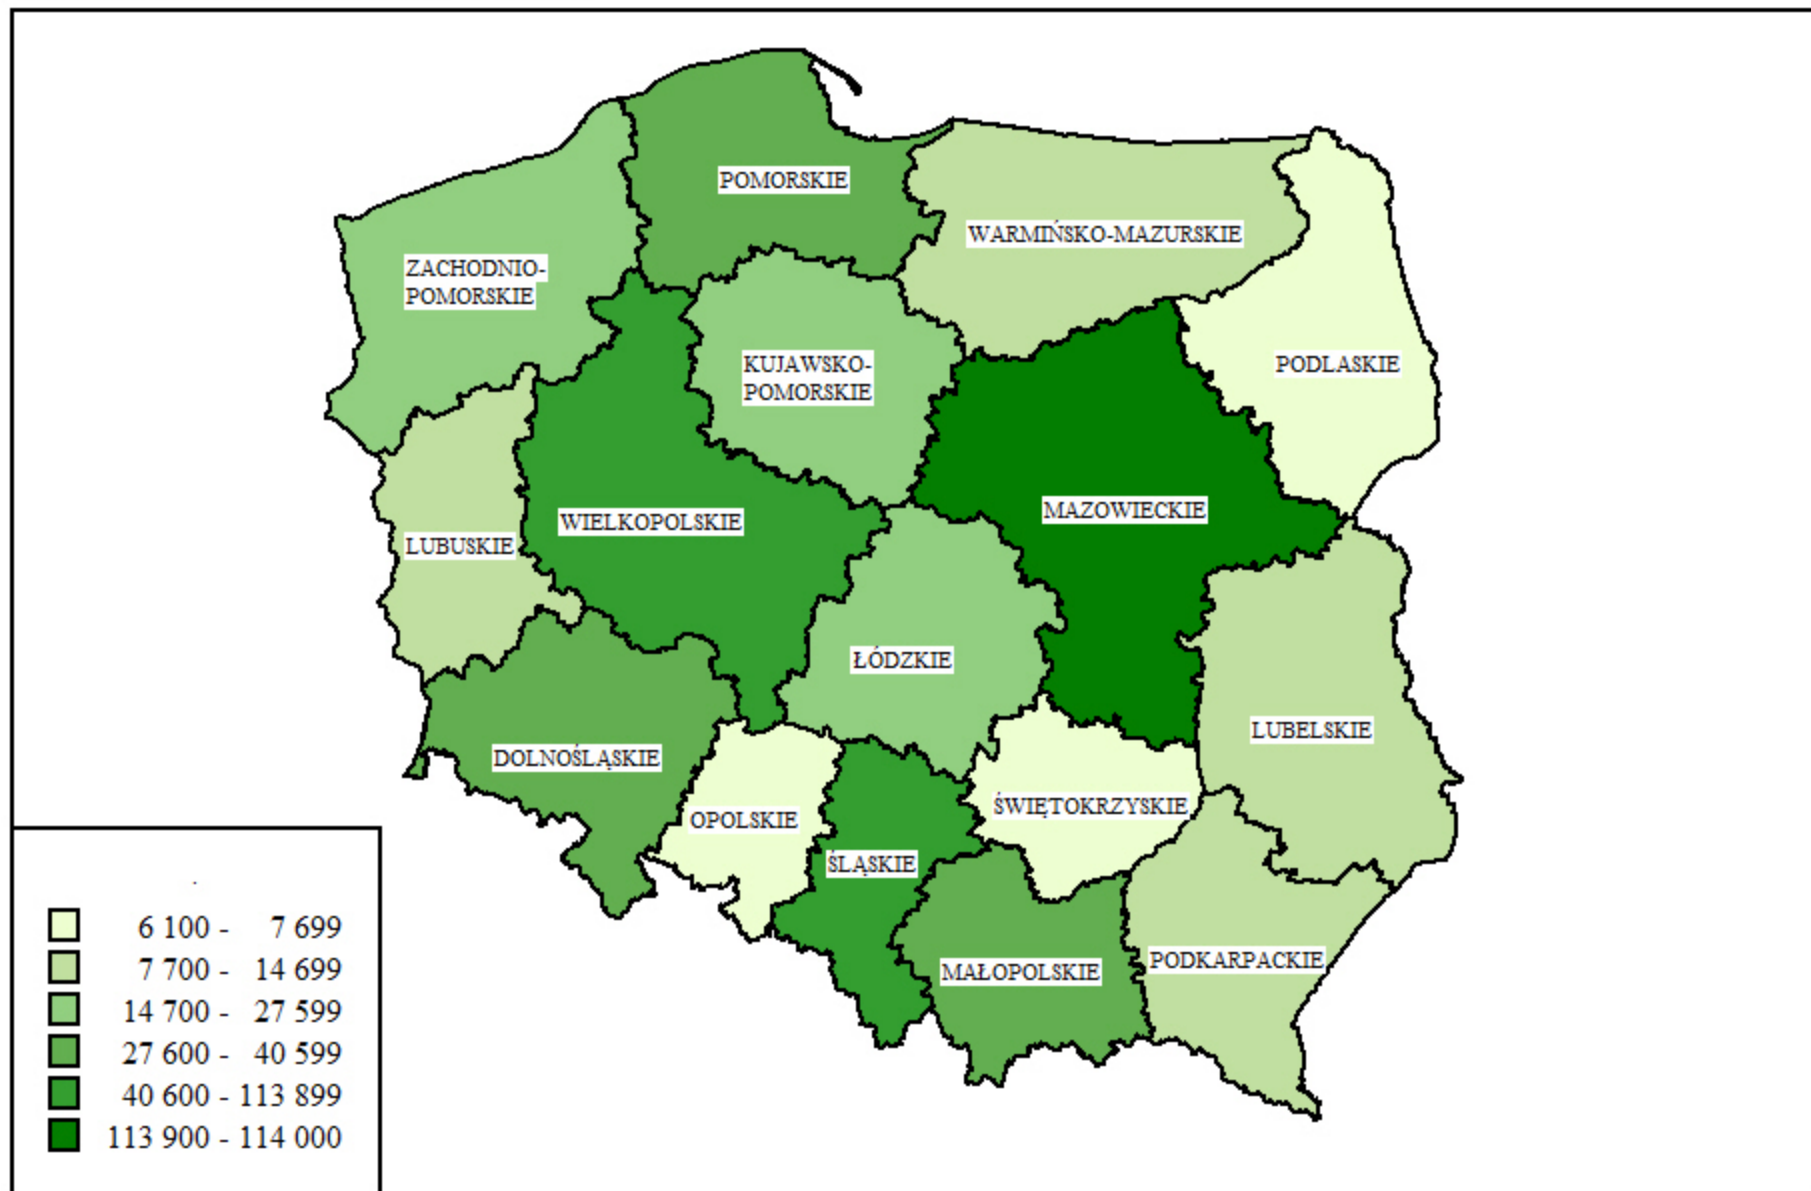 POMORSKIE
WARMIŃSKO-MAZURSKIE
ZACHODNIO-
POMORSKIE
KUJAWSKO-
POMORSKIE
PODLASKIE
MAZOWIECKIE
WIELKOPOLSKIE
LUBUSKIE
ŁÓDZKIE
LUBELSKIE
DOLNOŚLĄSKIE
ŚWIĘTOKRZYSKIE
OPOLSKIE
ŚLĄSKIE
PODKARPACKIE
MAŁOPOLSKIE
.
6 100 - 7 699
7 700 - 14 699
14 700 - 27 599
27 600 - 40 599
40 600 - 113 899
113 900 - 114 000